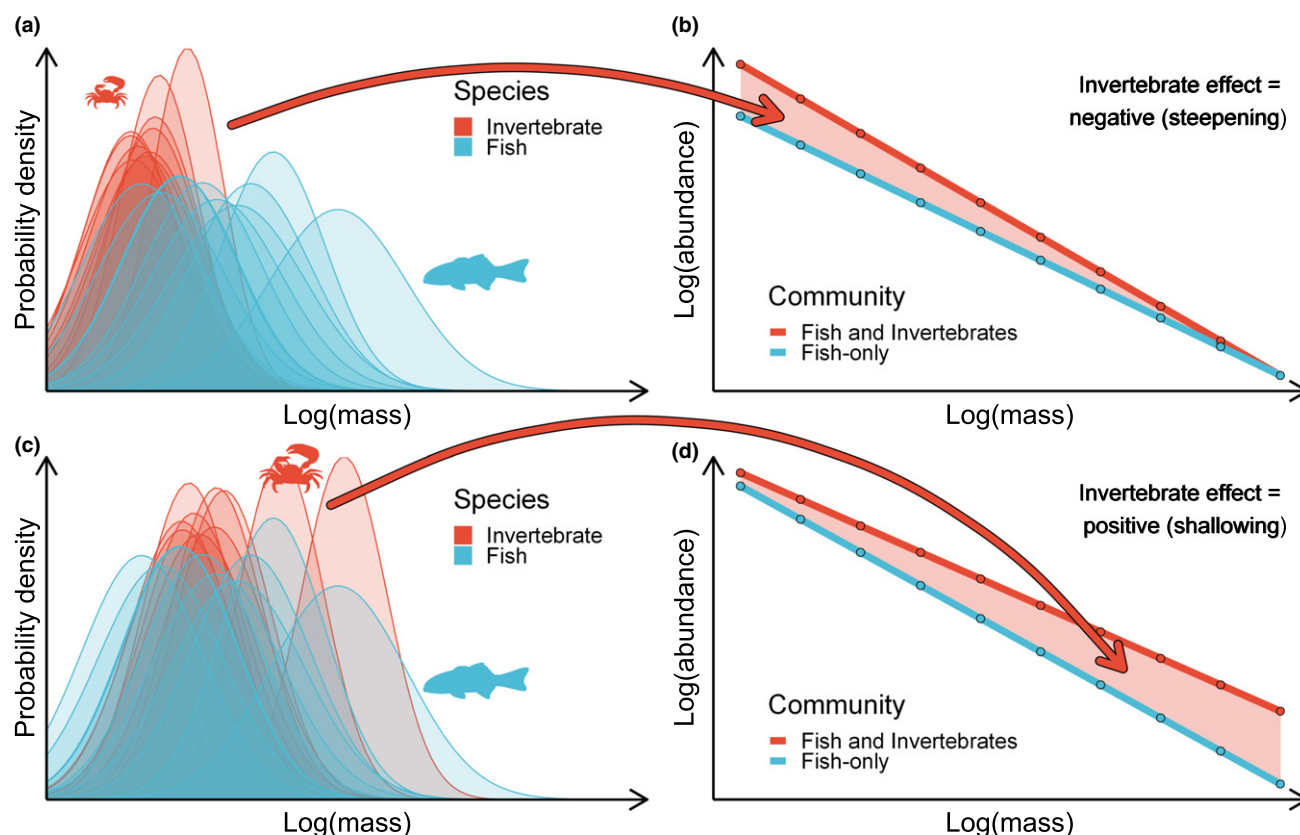 (a)
Probability density
Log(mass)
Species
Invertebrate
Fish
(b)
Log(abundance)
Log(mass)
Invertebrate effect =
negative (steepening)
Community
Fish and Invertebrates
Fish-only
(c)
Probability density
Log(mass)
Species
Invertebrate
Fish
(d)
Log(abundance)
Log(mass)
Invertebrate effect =
positive (shallowing)
Community
Fish and Invertebrates
Fish-only